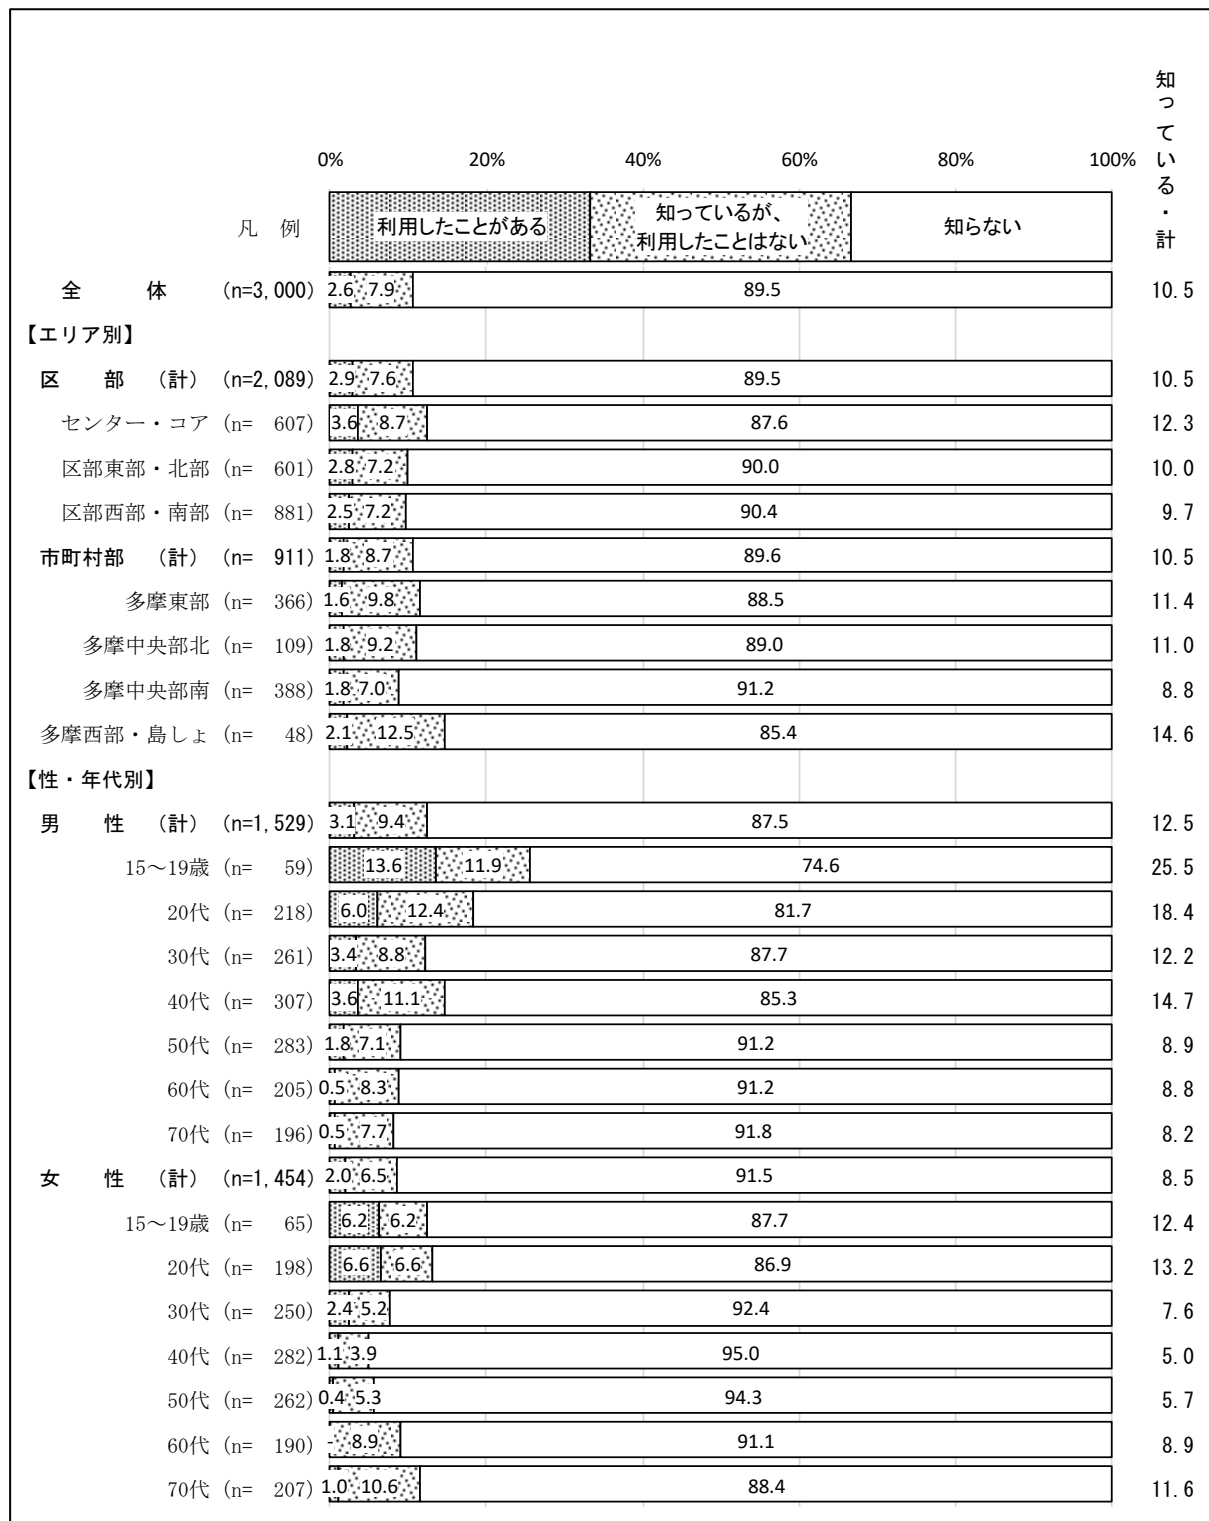 知っている・計
0% 20% 40% 60% 80% 100%
凡 例 利用したことがある 知っているが、利用したことはない 知らない
全 体 (n=3,000) 2.6 7.9 89.5 10.5
【エリア別】
区 部 (計) (n=2,089) 2.9 7.6 89.5 10.5
センター・コア (n= 607) 3.6 8.7 87.6 12.3
区部東部・北部 (n= 601) 2.8 7.2 90.0 10.0
区部西部・南部 (n= 881) 2.5 7.2 90.4 9.7
市町村部 (計) (n= 911) 1.8 8.7 89.6 10.5
多摩東部 (n= 366) 1.6 9.8 88.5 11.4
多摩中央部北 (n= 109) 1.8 9.2 89.0 11.0
多摩中央部南 (n= 388) 1.8 7.0 91.2 8.8
多摩西部・島しょ (n= 48) 2.1 12.5 85.4 14.6
【性・年代別】
男 性 (計) (n=1,529) 3.1 9.4 87.5 12.5
15～19歳 (n= 59) 13.6 11.9 74.6 25.5
20代 (n= 218) 6.0 12.4 81.7 18.4
30代 (n= 261) 3.4 8.8 87.7 12.2
40代 (n= 307) 3.6 11.1 85.3 14.7
50代 (n= 283) 1.8 7.1 91.2 8.9
60代 (n= 205) 0.5 8.3 91.2 8.8
70代 (n= 196) 0.5 7.7 91.8 8.2
女 性 (計) (n=1,454) 2.0 6.5 91.5 8.5
15～19歳 (n= 65) 6.2 6.2 87.7 12.4
20代 (n= 198) 6.6 6.6 86.9 13.2
30代 (n= 250) 2.4 5.2 92.4 7.6
40代 (n= 282) 1.1 3.9 95.0 5.0
50代 (n= 262) 0.4 5.3 94.3 5.7
60代 (n= 190) - 8.9 91.1 8.9
70代 (n= 207) 1.0 10.6 88.4 11.6